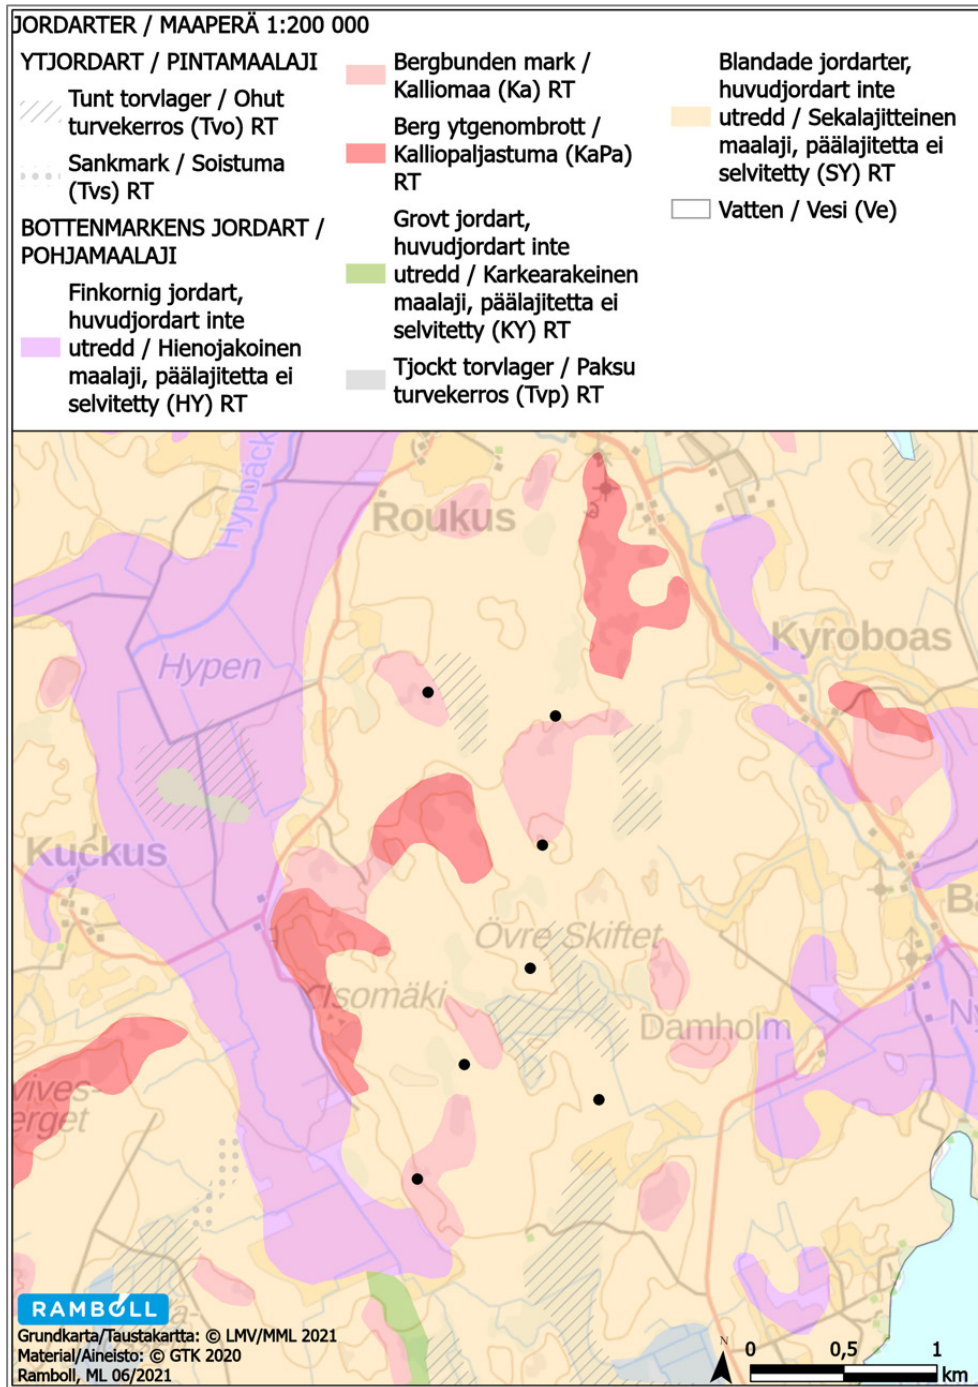 JORDARTER / MAAPERÄ 1:200 000
YTJORDART / PINTAMAALAJI
Tunt torvlager / Ohut
turvekerros (Tvo) RT
Sankmark / Soistuma
(Tvs) RT
BOTTENMARKENS JORDART /
POHJAMAALAJI
Finkornig jordart,
huvudjordart inte
utredd / Hienojakoinen
maalaji, päälajitetta ei
selvitetty (HY) RT
Bergbunden mark /
Kalliomaa (Ka) RT
Berg ytgenombrott /
Kalliopaljastuma (KaPa)
RT
Grovt jordart,
huvudjordart inte
utredd / Karkearakeinen
maalaji, päälajitetta ei
selvitetty (KY) RT
Tjockt torvlager / Paksu
turvekerros (Tvp) RT
Blandade jordarter,
huvudjordart inte
utredd / Sekalajitteinen
maalaji, päälajitetta ei
selvitetty (SY) RT
Vatten / Vesi (Ve)
Hyppäck
Roukus
Kyroboas
Hypen
Kuckus
Övre Skiftet
Isomäki
Damholm
Ny
vives-
erget
RAMBOLL
Grundkarta/Taustakartta: © LMV/MML 2021
Material/Aineisto: © GTK 2020
Ramboll, ML 06/2021
N
0 0,5 1
km